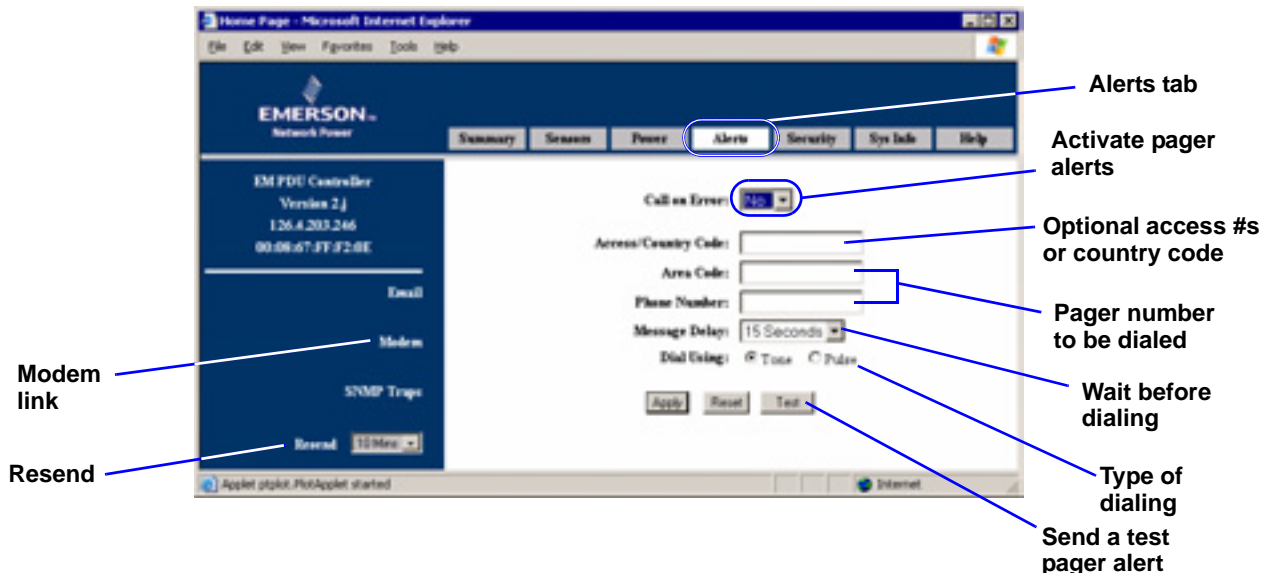 Home Page - Microsoft Internet Explorer
File Edit View Favorites Tools Help
EMERSON™
Network Power
Summary Sensors Power Alerts Security Sys Info Help
EM PDU Controller
Version 2.j
126.4.203.246
00:08:67:FF:F2:0E
Email
Modem
SNMP Traps
Resend 10 Mins
Call on Error: No
Access/Country Code:
Area Code:
Phone Number:
Message Delay: 15 Seconds
Dial Using: Tone Pulse
Apply Reset Test
Applet ptplot.PlotApplet started
Internet
Alerts tab
Activate pager
alerts
Optional access #s
or country code
Pager number
to be dialed
Wait before
dialing
Type of
dialing
Send a test
pager alert
Modem
link
Resend